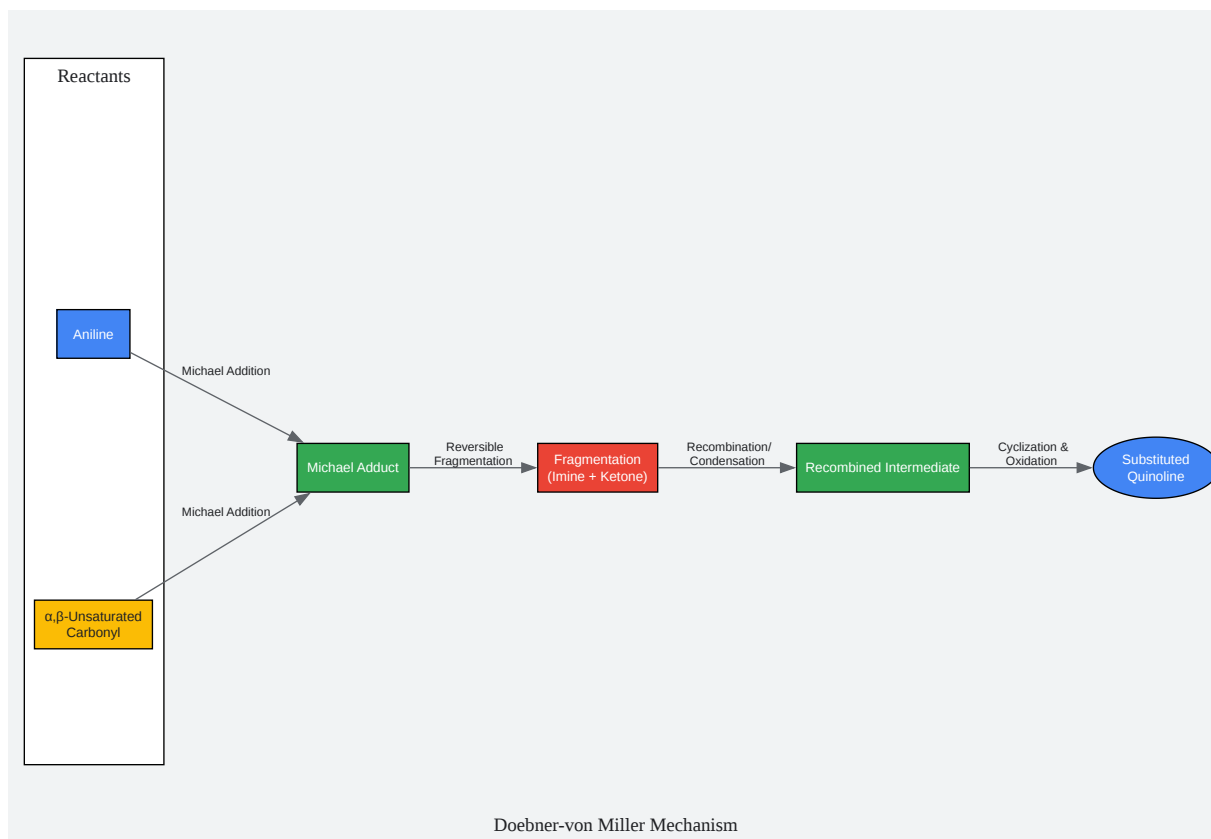 Reactants
Aniline
Michael Addition
Michael Adduct
Reversible
Fragmentation
Fragmentation
(Imine + Ketone)
Recombination/
Condensation
Recombined Intermediate
Cyclization &
Oxidation
Substituted
Quinoline
Michael Addition
α,β-Unsaturated
Carbonyl
Doebner-von Miller Mechanism